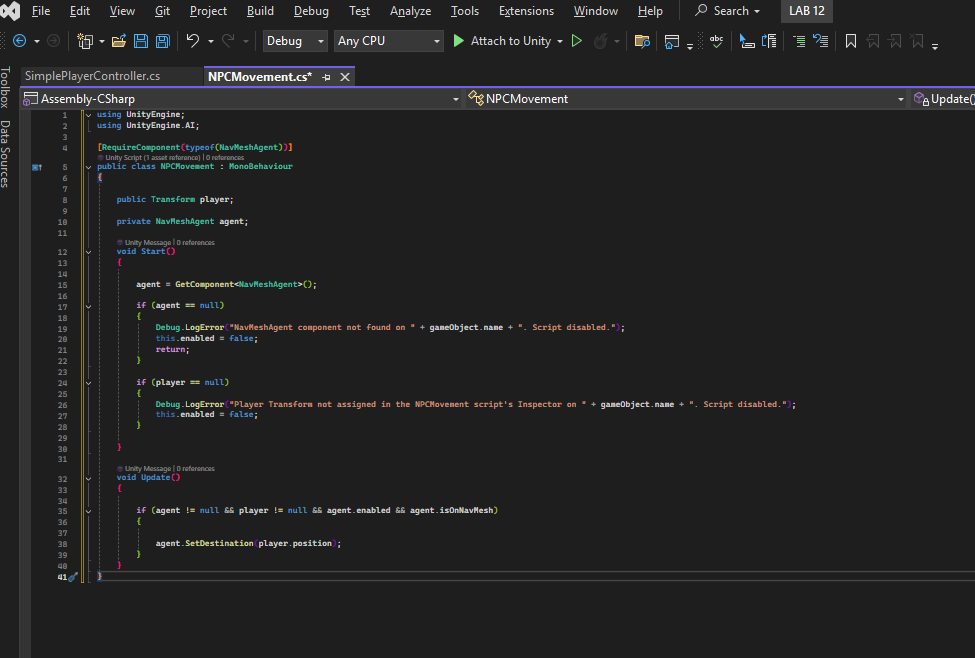 File Edit View Git Project Build Debug Test Analyze Tools Extensions Window Help Search LAB 12
Debug Any CPU Attach to Unity abc
Toolbox
Data Sources
SimplePlayerController.cs NPCMovement.cs*
Assembly-CSharp NPCMovement Update()
1 using UnityEngine;
2 using UnityEngine.AI;
3
4 [RequireComponent(typeof(NavMeshAgent))]
Unity Script (1 asset reference) | 0 references
5 public class NPCMovement : MonoBehaviour
6 {
7
8 public Transform player;
9
10 private NavMeshAgent agent;
11
Unity Message | 0 references
12 void Start()
13 {
14
15 agent = GetComponent<NavMeshAgent>();
16
17 if (agent == null)
18 {
19 Debug.LogError("NavMeshAgent component not found on " + gameObject.name + ". Script disabled.");
20 this.enabled = false;
21 return;
22 }
23
24 if (player == null)
25 {
26 Debug.LogError("Player Transform not assigned in the NPCMovement script's Inspector on " + gameObject.name + ". Script disabled.");
27 this.enabled = false;
28 }
29
30 }
31
Unity Message | 0 references
32 void Update()
33 {
34
35 if (agent != null && player != null && agent.enabled && agent.isOnNavMesh)
36 {
37
38 agent.SetDestination(player.position);
39 }
40 }
41 }